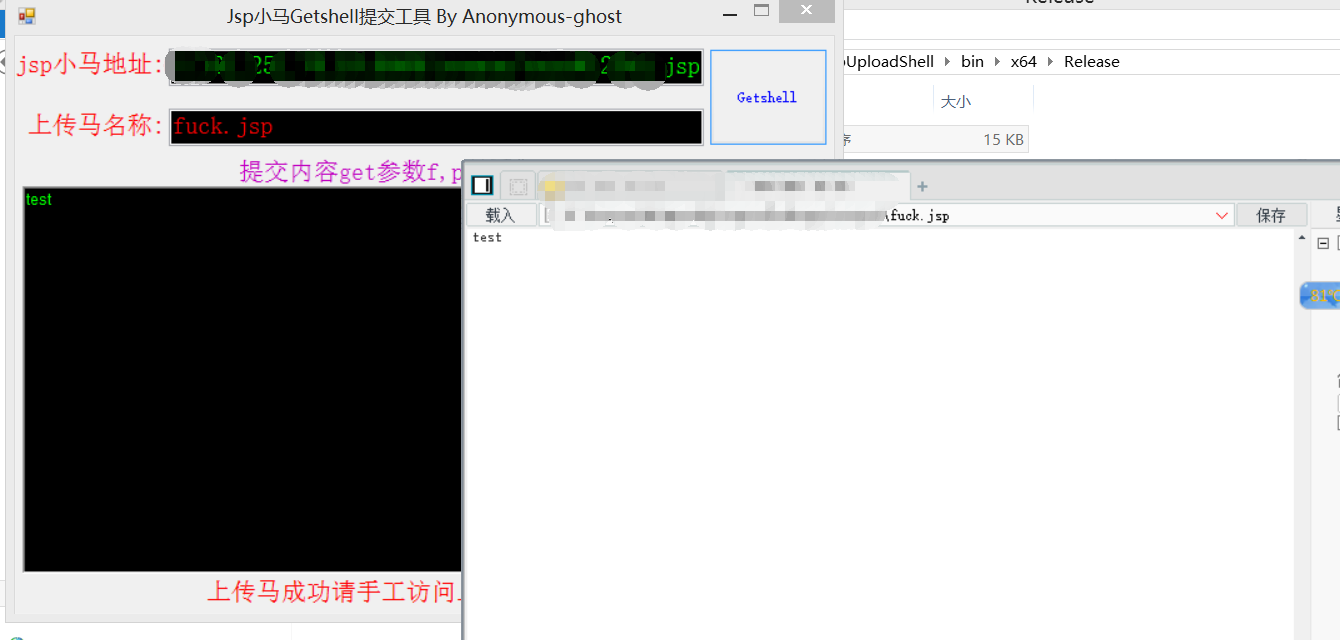 Jsp小马Getshell提交工具 By Anonymous-ghost
jsp小马地址:
25
jsp
Getshell
上传马名称:
fuck.jsp
提交内容get参数f,p
test
上传马成功请手工访问
UploadShell
bin
x64
Release
大小
15 KB
载入
\fuck.jsp
保存
test
81°C